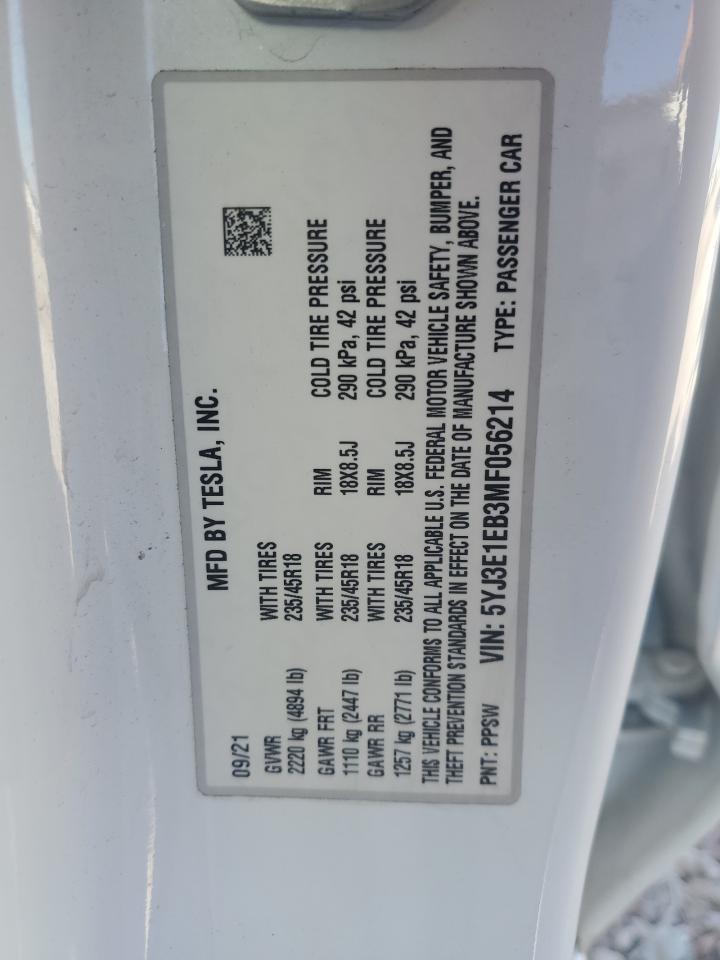 MFD BY TESLA, INC.
09/21
GVWR WITH TIRES
2220 kg (4894 lb) 235/45R18
GAWR FRT WITH TIRES RIM COLD TIRE PRESSURE
1110 kg (2447 lb) 235/45R18 18X8.5J 290 kPa, 42 psi
GAWR RR WITH TIRES RIM COLD TIRE PRESSURE
1257 kg (2771 lb) 235/45R18 18X8.5J 290 kPa, 42 psi
THIS VEHICLE CONFORMS TO ALL APPLICABLE U.S. FEDERAL MOTOR VEHICLE SAFETY, BUMPER, AND
THEFT PREVENTION STANDARDS IN EFFECT ON THE DATE OF MANUFACTURE SHOWN ABOVE.
PNT: PPSW VIN: 5YJ3E1EB3MF056214 TYPE: PASSENGER CAR